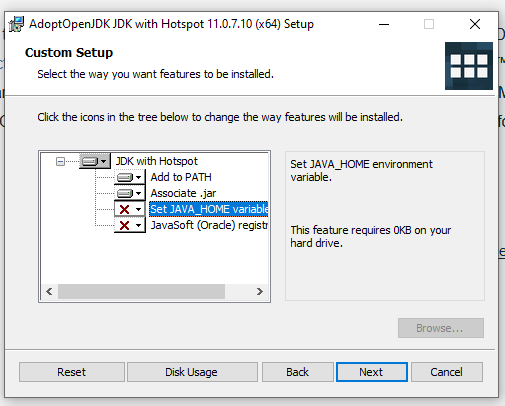 AdoptOpenJDK JDK with Hotspot 11.0.7.10 (x64) Setup
Custom Setup
Select the way you want features to be installed.
Click the icons in the tree below to change the way features will be installed.
JDK with Hotspot
Add to PATH
Associate .jar
Set JAVA_HOME variable
JavaSoft (Oracle) registr
Set JAVA_HOME environment
variable.
This feature requires 0KB on your
hard drive.
Browse...
Reset
Disk Usage
Back
Next
Cancel